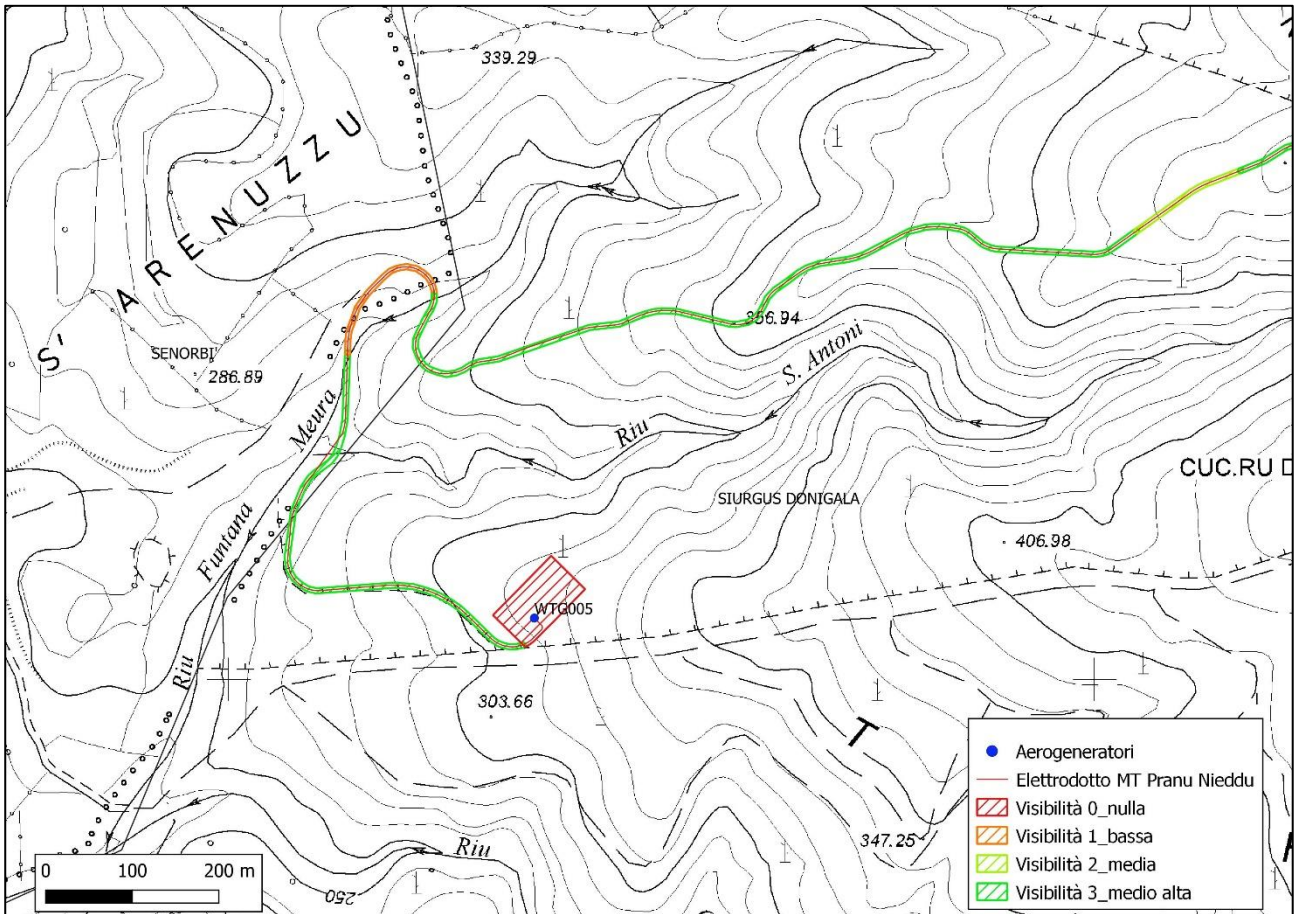 339.29
S' ARENUZZU
SENORBI'
286.89
356.94
Riu S. Antoni
Riu Funtana Meura
SIURGUS DONIGALA
CUC.RU D
406.98
WTG005
303.66
T
347.25
Riu
250
Aerogeneratori
Elettrodotto MT Pranu Nieddu
Visibilità 0_nulla
Visibilità 1_bassa
Visibilità 2_media
Visibilità 3_medio alta
0 100 200 m